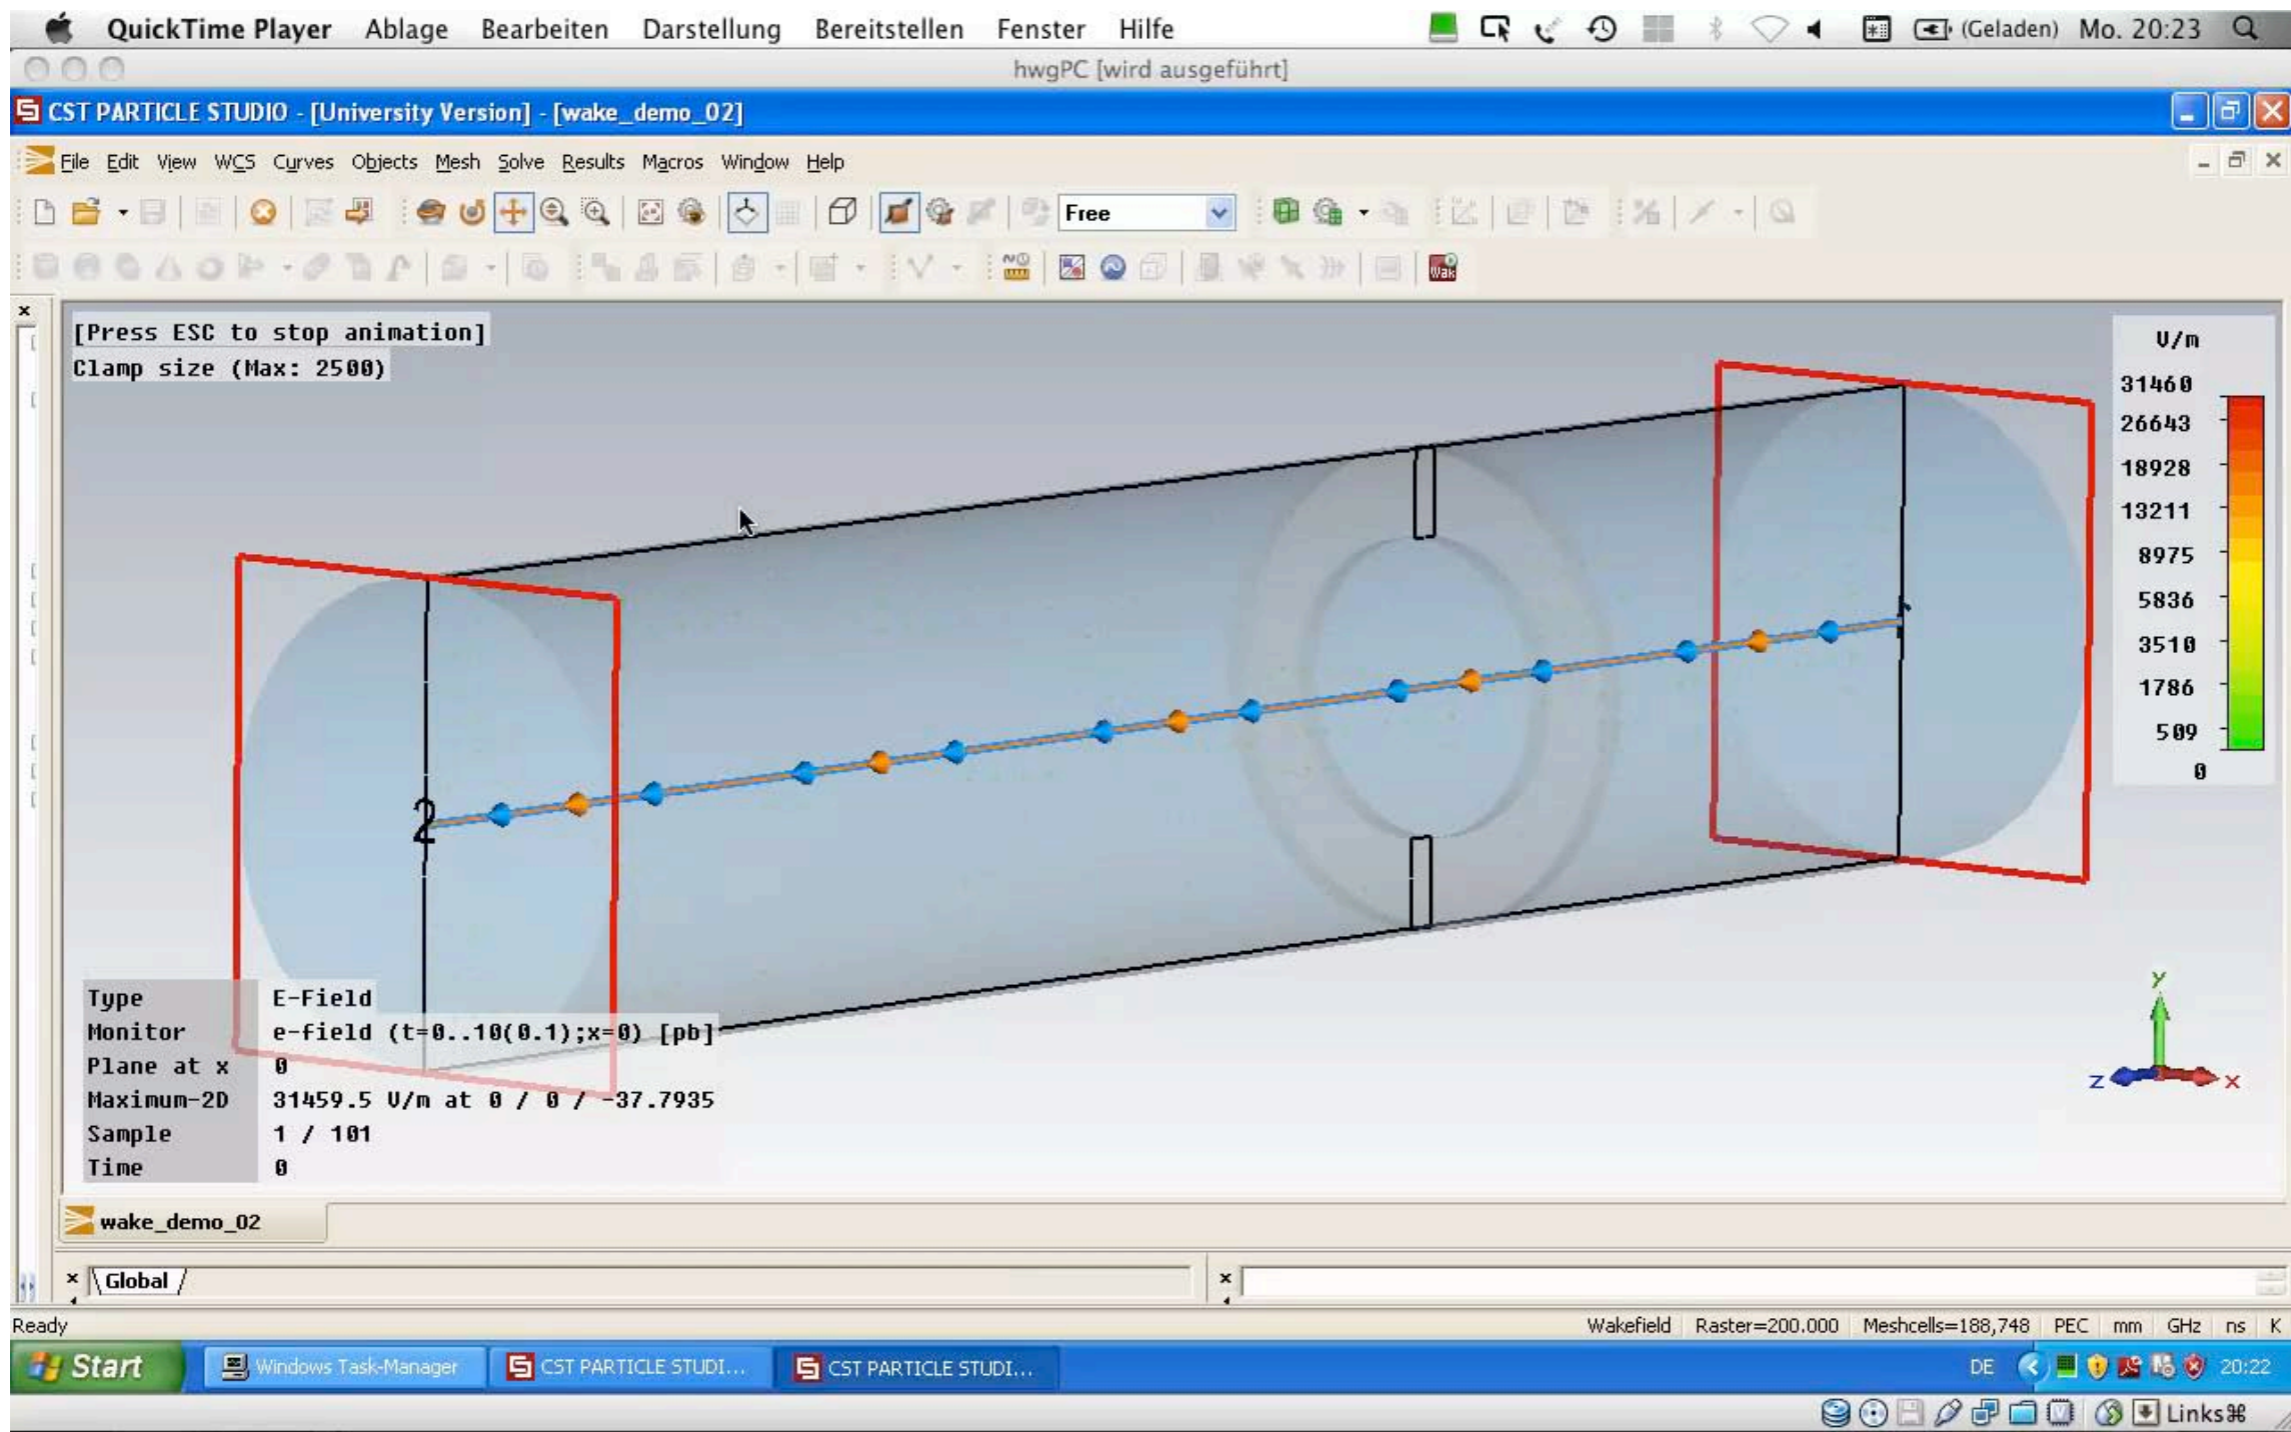 QuickTime Player Ablage Bearbeiten Darstellung Bereitstellen Fenster Hilfe (Geladen) Mo. 20:23
hwgPC [wird ausgeführt]
CST PARTICLE STUDIO - [University Version] - [wake_demo_02]
File Edit View WCS Curves Objects Mesh Solve Results Macros Window Help
Free
Wak
[Press ESC to stop animation]
Clamp size (Max: 2500)
V/m
31460
26643
18928
13211
8975
5836
3510
1786
509
0
2
Type E-Field
Monitor e-field (t=0..10(0.1);x=0) [pb]
Plane at x 0
Maximum-2D 31459.5 V/m at 0 / 0 / -37.7935
Sample 1 / 101
Time 0
y
z x
wake_demo_02
Global
Ready Wakefield Raster=200.000 Meshcells=188,748 PEC mm GHz ns K
Start Windows Task-Manager CST PARTICLE STUDI... CST PARTICLE STUDI... DE 20:22
Links⌘